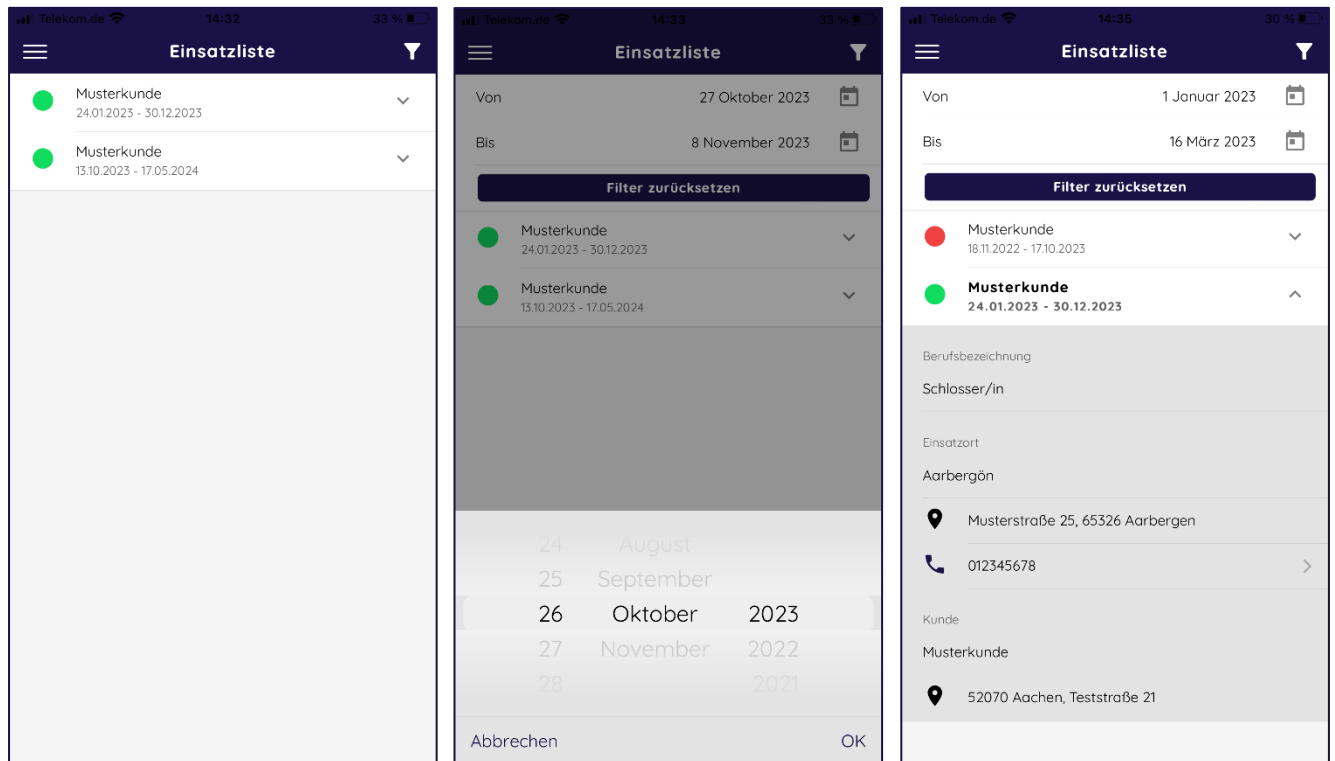 Telekom.de 14:32 33 %
Einsatzliste
Musterkunde
24.01.2023 - 30.12.2023
Musterkunde
13.10.2023 - 17.05.2024
Telekom.de 14:33 33 %
Einsatzliste
Von 27 Oktober 2023
Bis 8 November 2023
Filter zurücksetzen
Musterkunde
24.01.2023 - 30.12.2023
Musterkunde
13.10.2023 - 17.05.2024
24 August
25 September
26 Oktober 2023
27 November 2022
28 2021
Abbrechen OK
Telekom.de 14:35 30 %
Einsatzliste
Von 1 Januar 2023
Bis 16 März 2023
Filter zurücksetzen
Musterkunde
18.11.2022 - 17.10.2023
Musterkunde
24.01.2023 - 30.12.2023
Berufsbezeichnung
Schlosser/in
Einsatzort
Aarbergön
Musterstraße 25, 65326 Aarbergen
012345678
Kunde
Musterkunde
52070 Aachen, Teststraße 21